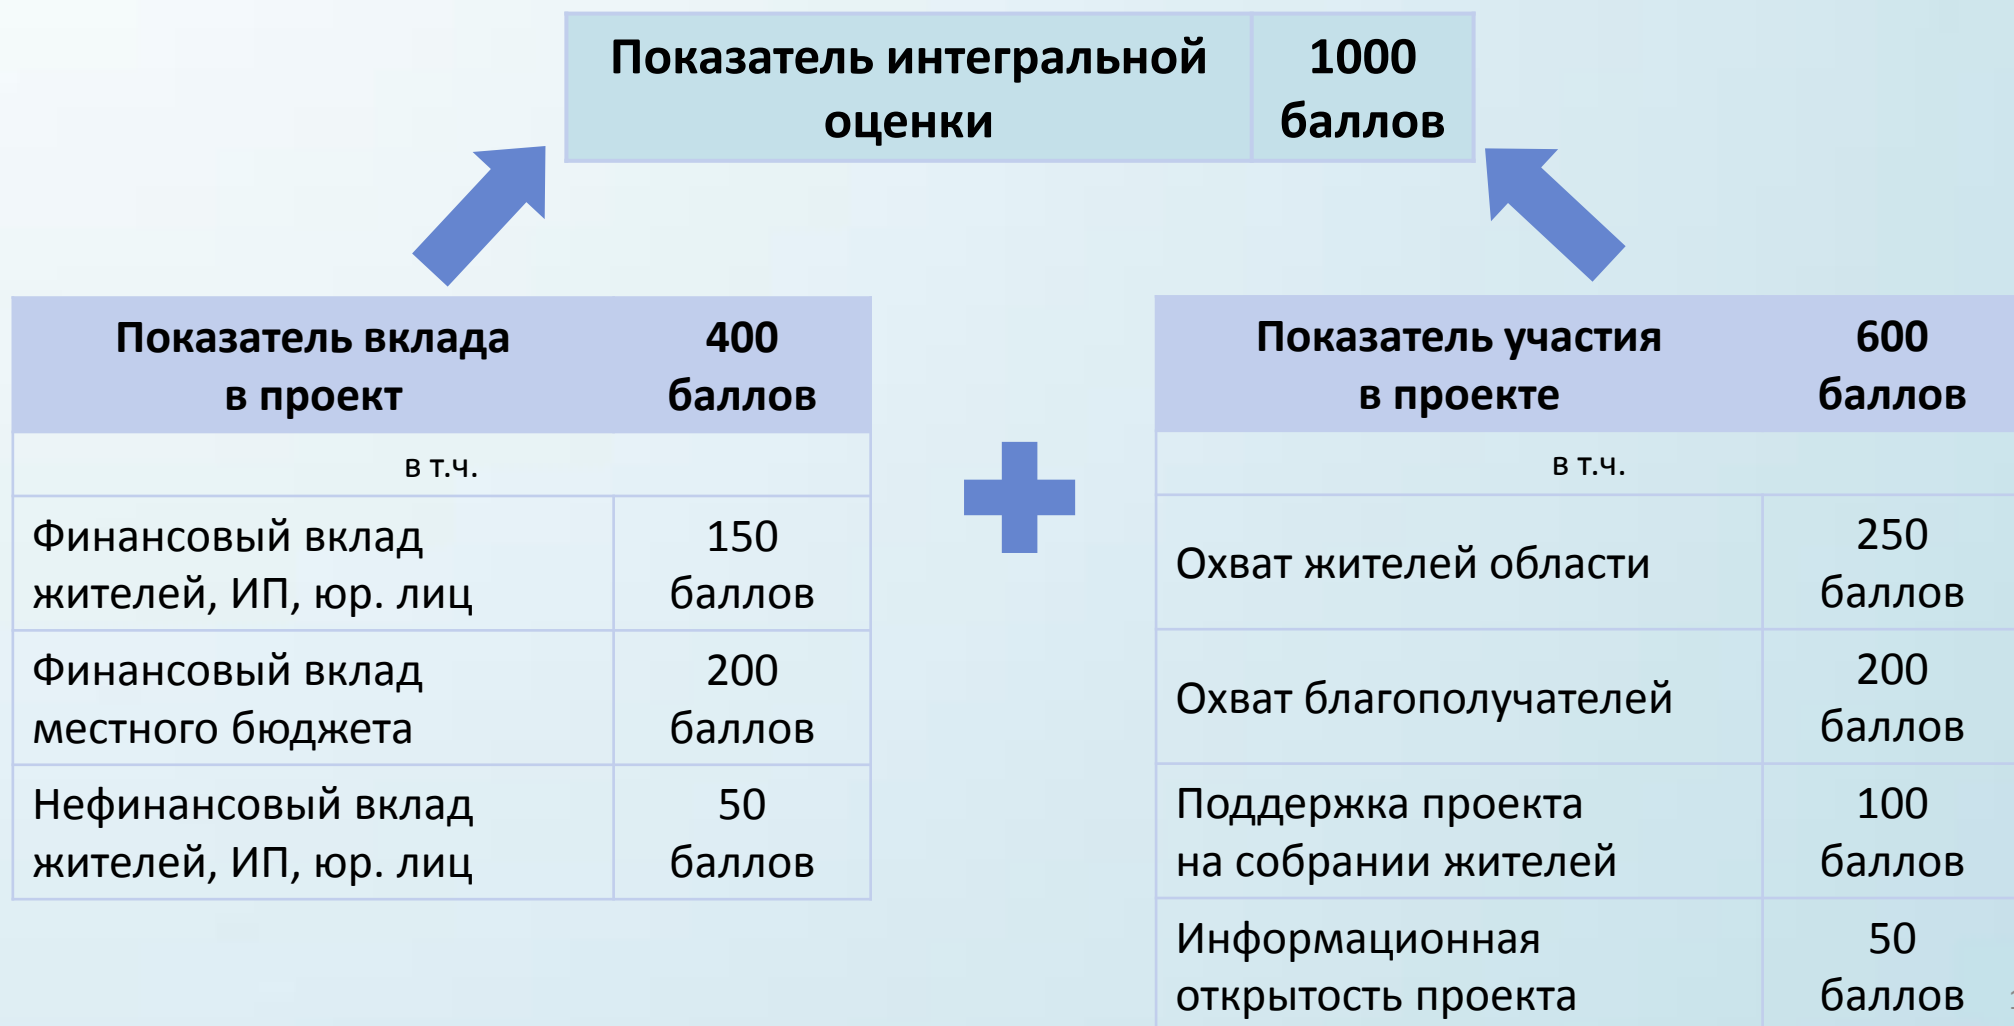 Показатель интегральной
оценки
1000
баллов
Показатель вклада
в проект
400
баллов
в т.ч.
Финансовый вклад
жителей, ИП, юр. лиц
150
баллов
Финансовый вклад
местного бюджета
200
баллов
Нефинансовый вклад
жителей, ИП, юр. лиц
50
баллов
Показатель участия
в проекте
600
баллов
в т.ч.
Охват жителей области
250
баллов
Охват благополучателей
200
баллов
Поддержка проекта
на собрании жителей
100
баллов
Информационная
открытость проекта
50
баллов